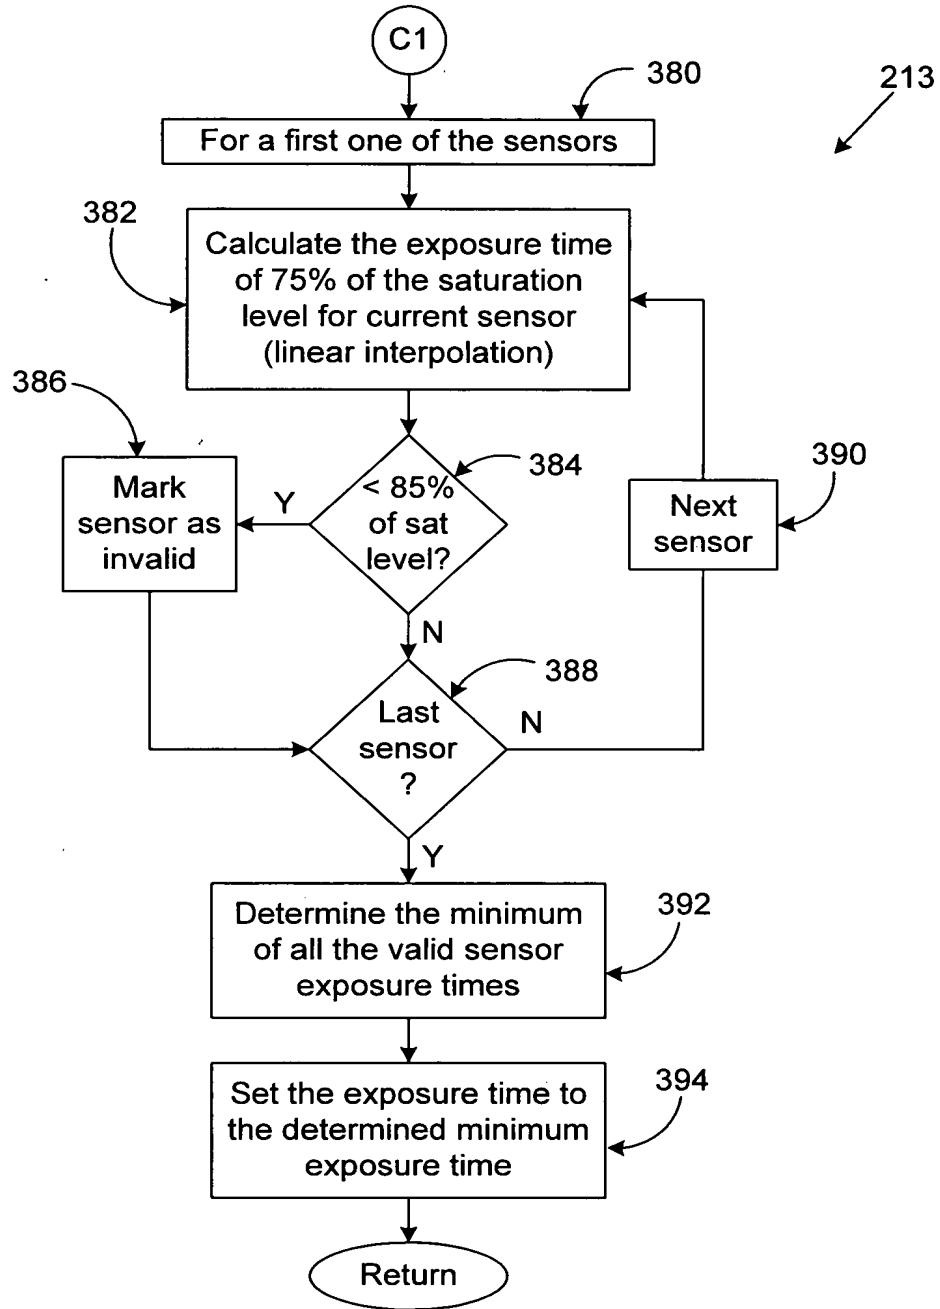 C1
380
213
For a first one of the sensors
382
Calculate the exposure time
of 75% of the saturation
level for current sensor
(linear interpolation)
386
384
390
Mark
sensor as
invalid
Y
< 85%
of sat
level?
Next
sensor
N
388
Last
sensor
?
N
Y
392
Determine the minimum
of all the valid sensor
exposure times
394
Set the exposure time to
the determined minimum
exposure time
Return